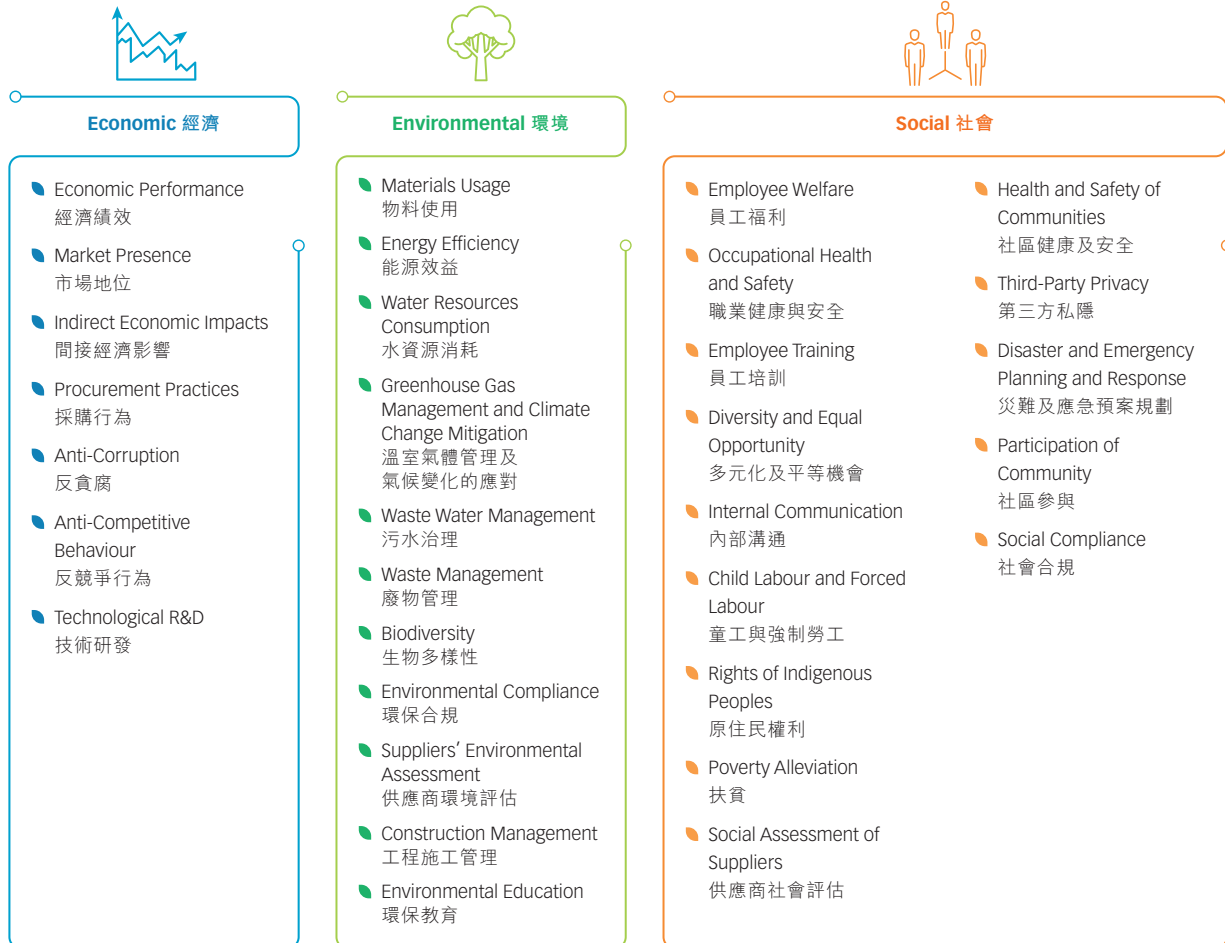 Economic 經濟
Economic Performance
經濟績效
Market Presence
市場地位
Indirect Economic Impacts
間接經濟影響
Procurement Practices
採購行為
Anti-Corruption
反貪腐
Anti-Competitive
Behaviour
反競爭行為
Technological R&D
技術研發
Environmental 環境
Materials Usage
物料使用
Energy Efficiency
能源效益
Water Resources
Consumption
水資源消耗
Greenhouse Gas
Management and Climate
Change Mitigation
溫室氣體管理及
氣候變化的應對
Waste Water Management
污水治理
Waste Management
廢物管理
Biodiversity
生物多樣性
Environmental Compliance
環保合規
Suppliers’ Environmental
Assessment
供應商環境評估
Construction Management
工程施工管理
Environmental Education
環保教育
Social 社會
Employee Welfare
員工福利
Occupational Health
and Safety
職業健康與安全
Employee Training
員工培訓
Diversity and Equal
Opportunity
多元化及平等機會
Internal Communication
內部溝通
Child Labour and Forced
Labour
童工與強制勞工
Rights of Indigenous
Peoples
原住民權利
Poverty Alleviation
扶貧
Social Assessment of
Suppliers
供應商社會評估
Health and Safety of
Communities
社區健康及安全
Third-Party Privacy
第三方私隱
Disaster and Emergency
Planning and Response
災難及應急預案規劃
Participation of
Community
社區參與
Social Compliance
社會合規